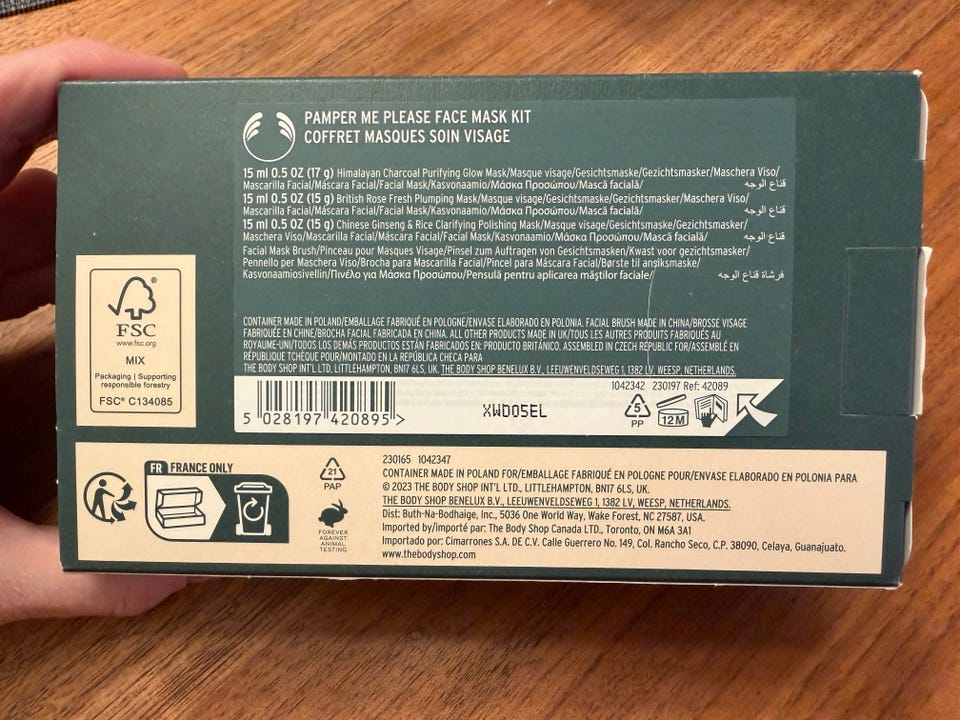 PAMPER ME PLEASE FACE MASK KIT
COFFRET MASQUES SOIN VISAGE
15 ml 0.5 OZ (17 g) Himalayan Charcoal Purifying Glow Mask/Masque visage/Gesichtsmaske/Gezichtsmasker/Maschera Viso/
Mascarilla Facial/Máscara Facial/Facial Mask/Kasvonaamio/Μάσκα Προσώπου/Mască facială/ قناع الوجه
15 ml 0.5 OZ (15 g) British Rose Fresh Plumping Mask/Masque visage/Gesichtsmaske/Gezichtsmasker/Maschera Viso/
Mascarilla Facial/Máscara Facial/Facial Mask/Kasvonaamio/Μάσκα Προσώπου/Mască facială/ قناع الوجه
15 ml 0.5 OZ (15 g) Chinese Ginseng & Rice Clarifying Polishing Mask/Masque visage/Gesichtsmaske/Gezichtsmasker/
Maschera Viso/Mascarilla Facial/Máscara Facial/Facial Mask/Kasvonaamio/Μάσκα Προσώπου/Mască facială/ قناع الوجه
Facial Mask Brush/Pinceau pour Masques Visage/Pinsel zum Auftragen von Gesichtsmasken/Kwast voor gezichtsmasker/
Pennello per Maschera Viso/Brocha para Mascarilla Facial/Pincel para Máscara Facial/Børste til ansigtsmaske/
Kasvonaamiosivellin/Πινέλο για Μάσκα Προσώπου/Pensulă pentru aplicarea măștilor faciale/ فرشاة قناع الوجه
CONTAINER MADE IN POLAND/EMBALLAGE FABRIQUÉ EN POLOGNE/ENVASE ELABORADO EN POLONIA. FACIAL BRUSH MADE IN CHINA/BROSSE VISAGE
FABRIQUÉE EN CHINE/BROCHA FACIAL FABRICADA EN CHINA. ALL OTHER PRODUCTS MADE IN UK/TOUS LES AUTRES PRODUITS FABRIQUÉS AU
ROYAUME-UNI/TODOS LOS DEMÁS PRODUCTOS ESTÁN FABRICADOS EN: PRODUCTO BRITÁNICO. ASSEMBLED IN CZECH REPUBLIC FOR/ASSEMBLÉ EN
RÉPUBLIQUE TCHÈQUE POUR/MONTADO EN LA REPÚBLICA CHECA PARA
THE BODY SHOP INT'L LTD, LITTLEHAMPTON, BN17 6LS, UK. THE BODY SHOP BENELUX B.V., LEEUWENVELDSEWEG 1, 1382 LV, WEESP, NETHERLANDS.
1042342 230197 Ref: 42089
5 028197 420895 >
XWD05EL
5
PP
12M
FSC
www.fsc.org
MIX
Packaging | Supporting
responsible forestry
FSC® C134085
FR FRANCE ONLY
21
PAP
FOREVER
AGAINST
ANIMAL
TESTING
230165 1042347
CONTAINER MADE IN POLAND FOR/EMBALLAGE FABRIQUÉ EN POLOGNE POUR/ENVASE ELABORADO EN POLONIA PARA
© 2023 THE BODY SHOP INT'L LTD., LITTLEHAMPTON, BN17 6LS, UK.
THE BODY SHOP BENELUX B.V., LEEUWENVELDSEWEG 1, 1382 LV, WEESP, NETHERLANDS.
Dist: Buth-Na-Bodhaige, Inc., 5036 One World Way, Wake Forest, NC 27587, USA.
Imported by/importé par: The Body Shop Canada LTD., Toronto, ON M6A 3A1
Importado por: Cimarrones S.A. DE C.V. Calle Guerrero No. 149, Col. Rancho Seco, C.P. 38090, Celaya, Guanajuato.
www.thebodyshop.com